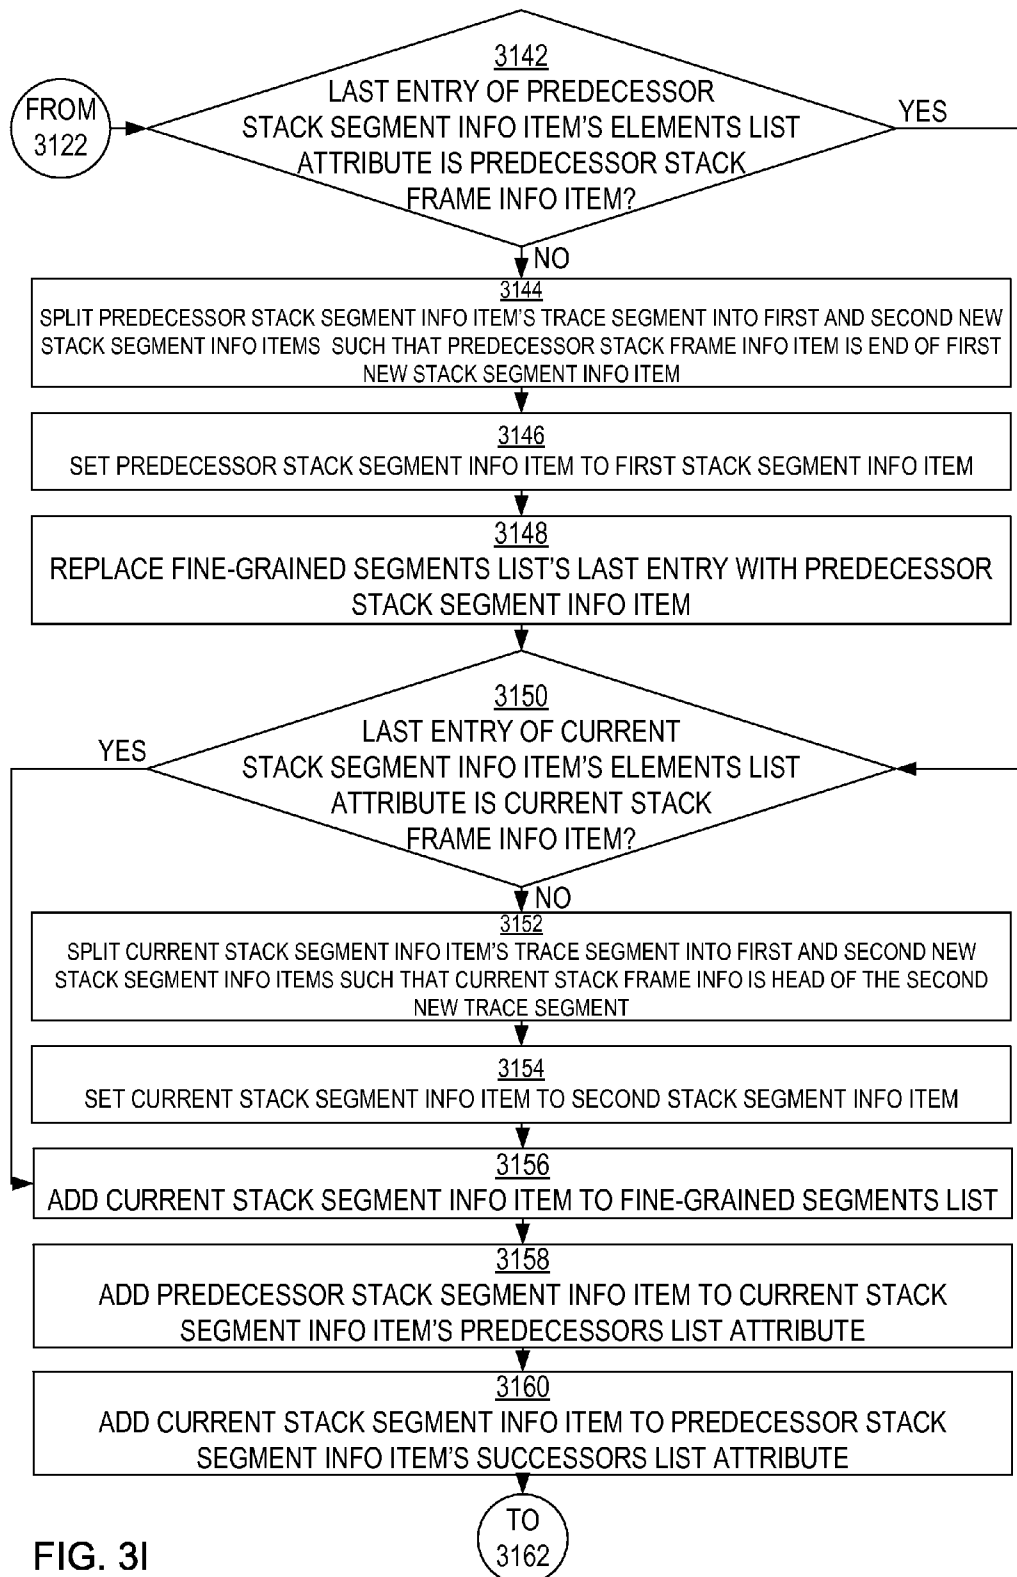 3142
LAST ENTRY OF PREDECESSOR
STACK SEGMENT INFO ITEM'S ELEMENTS LIST
ATTRIBUTE IS PREDECESSOR STACK
FRAME INFO ITEM?
FROM
3122
YES
NO
3144
SPLIT PREDECESSOR STACK SEGMENT INFO ITEM'S TRACE SEGMENT INTO FIRST AND SECOND NEW
STACK SEGMENT INFO ITEMS SUCH THAT PREDECESSOR STACK FRAME INFO ITEM IS END OF FIRST
NEW STACK SEGMENT INFO ITEM
3146
SET PREDECESSOR STACK SEGMENT INFO ITEM TO FIRST STACK SEGMENT INFO ITEM
3148
REPLACE FINE-GRAINED SEGMENTS LIST'S LAST ENTRY WITH PREDECESSOR
STACK SEGMENT INFO ITEM
3150
LAST ENTRY OF CURRENT
STACK SEGMENT INFO ITEM'S ELEMENTS LIST
ATTRIBUTE IS CURRENT STACK
FRAME INFO ITEM?
YES
NO
3152
SPLIT CURRENT STACK SEGMENT INFO ITEM'S TRACE SEGMENT INTO FIRST AND SECOND NEW
STACK SEGMENT INFO ITEMS SUCH THAT CURRENT STACK FRAME INFO IS HEAD OF THE SECOND
NEW TRACE SEGMENT
3154
SET CURRENT STACK SEGMENT INFO ITEM TO SECOND STACK SEGMENT INFO ITEM
3156
ADD CURRENT STACK SEGMENT INFO ITEM TO FINE-GRAINED SEGMENTS LIST
3158
ADD PREDECESSOR STACK SEGMENT INFO ITEM TO CURRENT STACK
SEGMENT INFO ITEM'S PREDECESSORS LIST ATTRIBUTE
3160
ADD CURRENT STACK SEGMENT INFO ITEM TO PREDECESSOR STACK
SEGMENT INFO ITEM'S SUCCESSORS LIST ATTRIBUTE
TO
3162
FIG. 3I